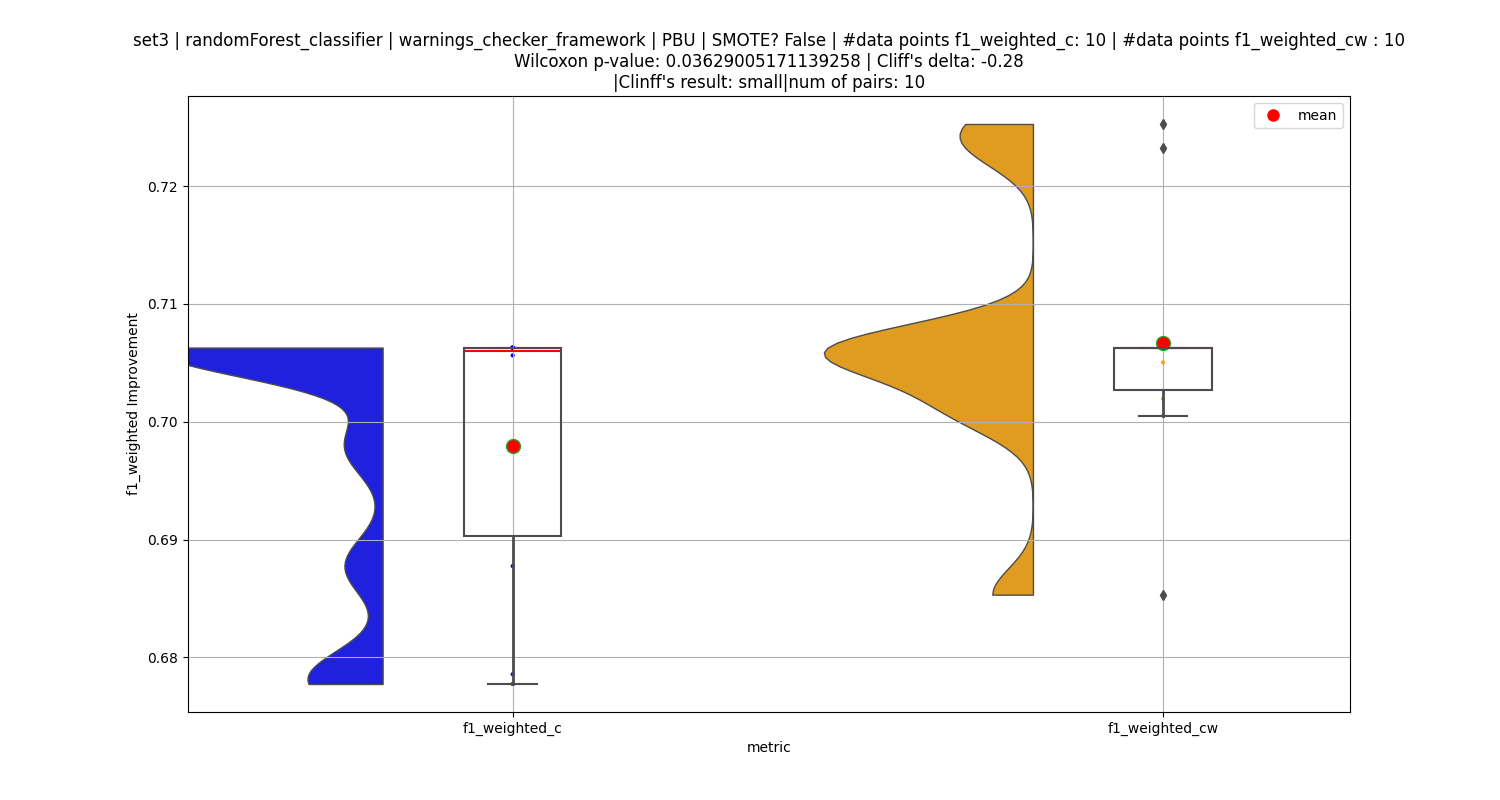 set3 | randomForest_classifier | warnings_checker_framework | PBU | SMOTE? False | #data points f1_weighted_c: 10 | #data points f1_weighted_cw : 10
Wilcoxon p-value: 0.03629005171139258 | Cliff's delta: -0.28
|Clinff's result: small|num of pairs: 10
mean
0.72
0.71
0.70
0.69
0.68
f1_weighted Improvement
f1_weighted_c
f1_weighted_cw
metric